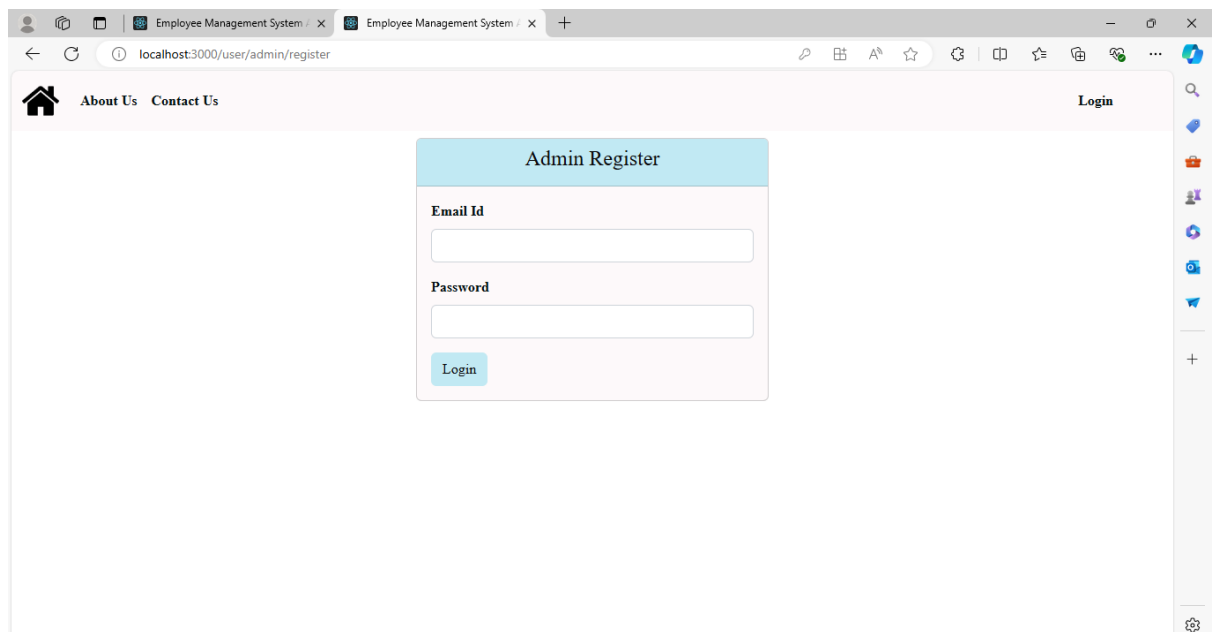 Employee Management System /
Employee Management System /
localhost:3000/user/admin/register
About Us Contact Us
Login
Admin Register
Email Id
Password
Login